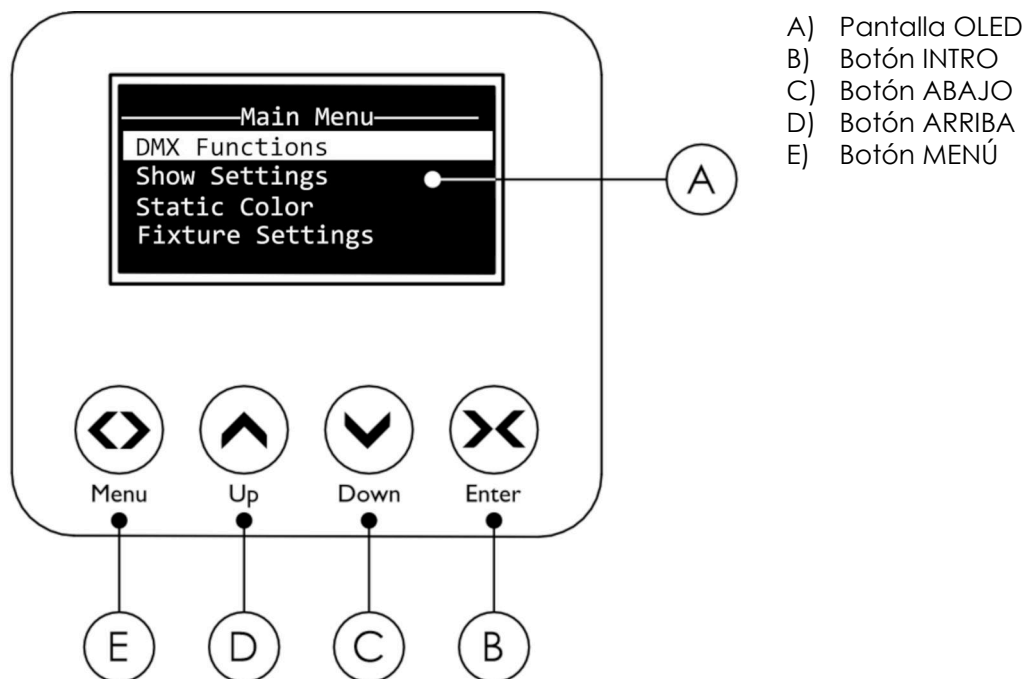 Main Menu
DMX Functions
Show Settings
Static Color
Fixture Settings
A
Menu
Up
Down
Enter
E
D
C
B
A) Pantalla OLED
B) Botón INTRO
C) Botón ABAJO
D) Botón ARRIBA
E) Botón MENÚ